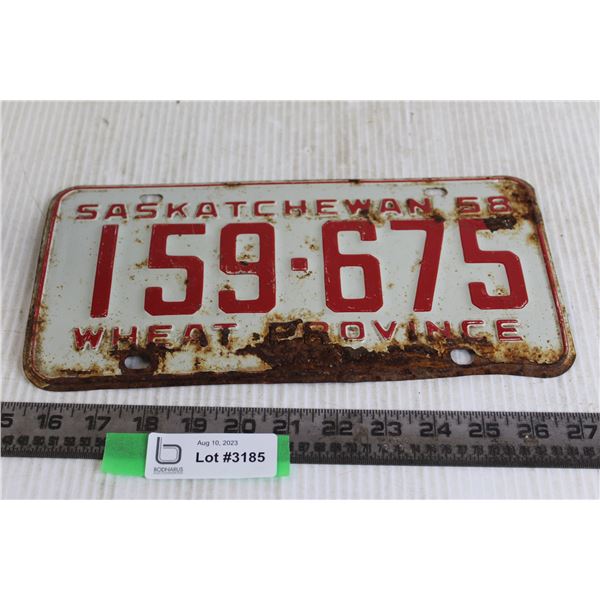 SASKATCHEWAN 58
159·675
WHEAT PROVINCE
16 17 18 19 20 21 22 23 24 25 26 27
Aug 10, 2023
Lot #3185
b
BODNARUS